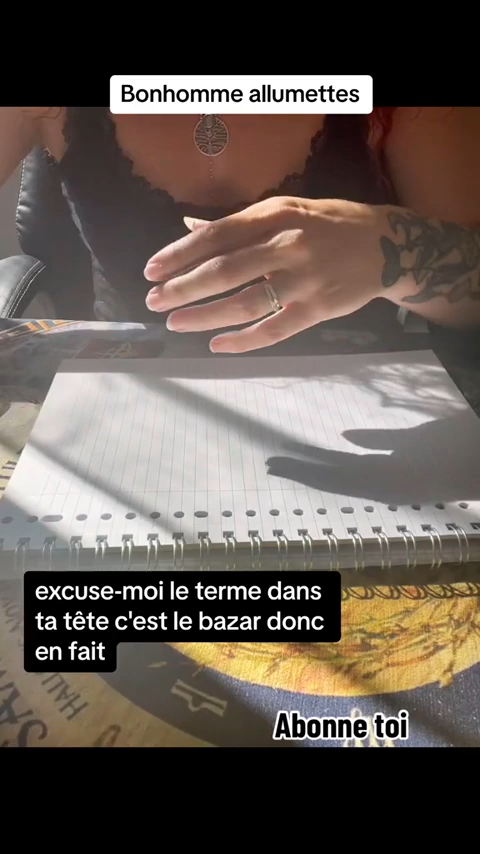 Bonhomme allumettes
excuse-moi le terme dans
ta tête c'est le bazar donc
en fait
Abonne toi